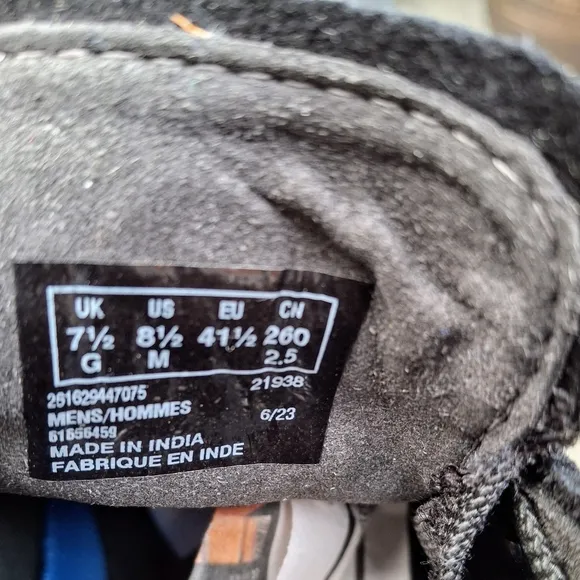 UK US EU CN
7½ 8½ 41½ 260
G M 2.5
261629447075 21938
MENS/HOMMES 6/23
61656459
MADE IN INDIA
FABRIQUE EN INDE